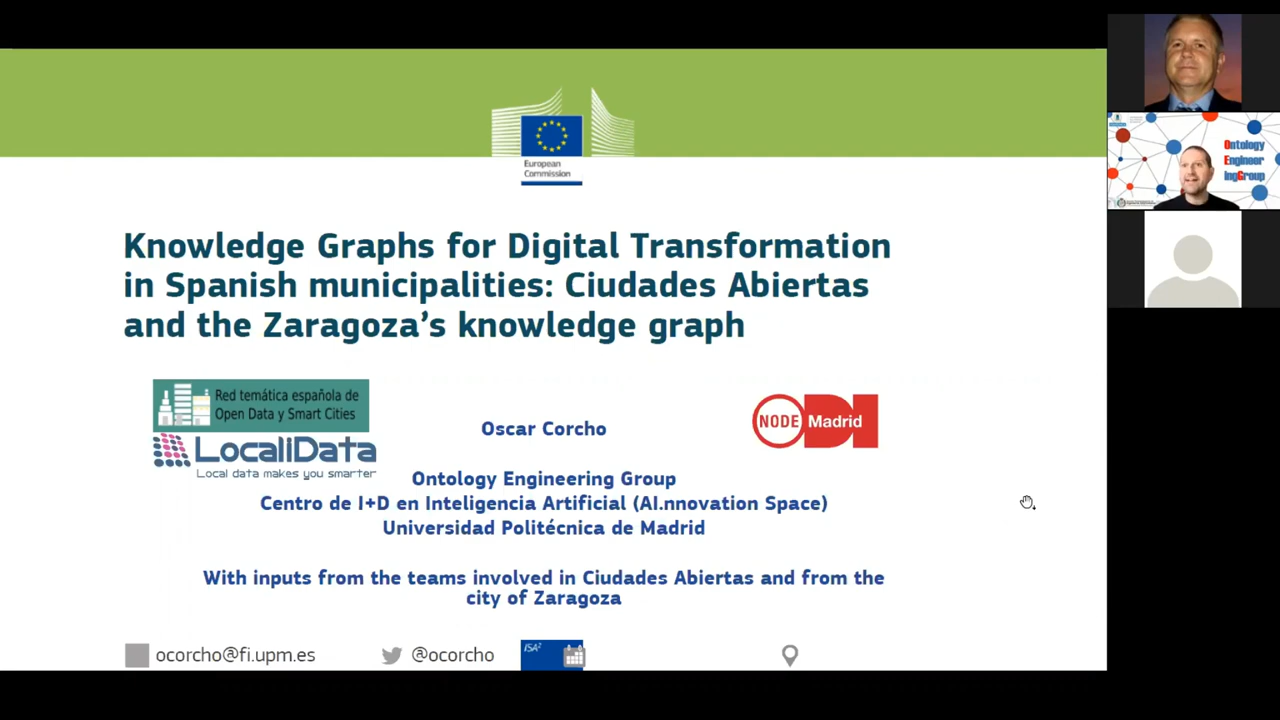 European
Commission
Knowledge Graphs for Digital Transformation
in Spanish municipalities: Ciudades Abiertas
and the Zaragoza's knowledge graph
Red temática española de
Open Data y Smart Cities
LocaliData
Local data makes you smarter
NODE Madrid
Oscar Corcho
Ontology Engineering Group
Centro de I+D en Inteligencia Artificial (AI.nnovation Space)
Universidad Politécnica de Madrid
With inputs from the teams involved in Ciudades Abiertas and from the
city of Zaragoza
ocorcho@fi.upm.es
@ocorcho
ISA²
Ontology
Engineer
ingGroup